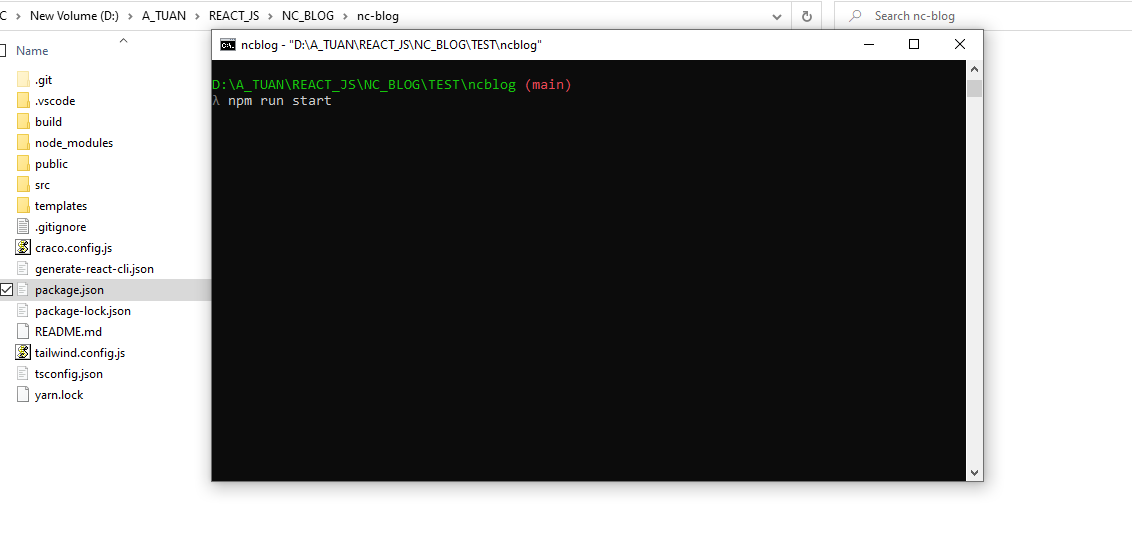 C > New Volume (D:) > A_TUAN > REACT_JS > NC_BLOG > nc-blog
Search nc-blog
Name
.git
.vscode
build
node_modules
public
src
templates
.gitignore
craco.config.js
generate-react-cli.json
package.json
package-lock.json
README.md
tailwind.config.js
tsconfig.json
yarn.lock
C:\. ncblog - "D:\A_TUAN\REACT_JS\NC_BLOG\TEST\ncblog"
D:\A_TUAN\REACT_JS\NC_BLOG\TEST\ncblog (main)
λ npm run start